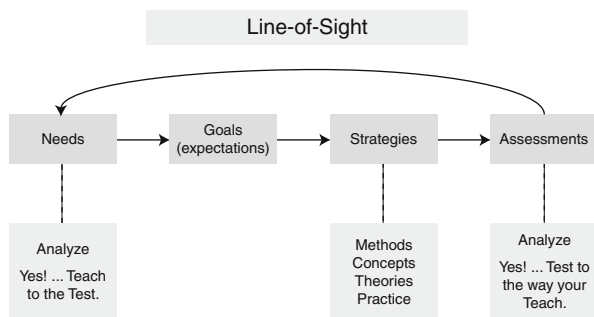 Line-of-Sight
Needs
Goals
(expectations)
Strategies
Assessments
Analyze
Yes! ... Teach
to the Test.
Methods
Concepts
Theories
Practice
Analyze
Yes! ... Test to
the way your
Teach.